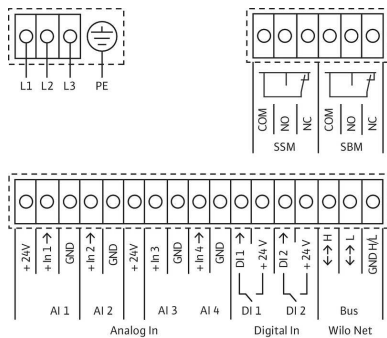 L1 L2 L3 PE
COM NO NC COM NO NC
SSM SBM
+ 24V + In 1 → GND + In 2 → GND + 24V + In 3 GND + In 4 → GND DI 1 → + 24 V DI 2 → + 24 V ↔ H ↔ L GND H/L
AI 1 AI 2 AI 3 AI 4 DI 1 DI 2 Bus
Analog In Digital In Wilo Net